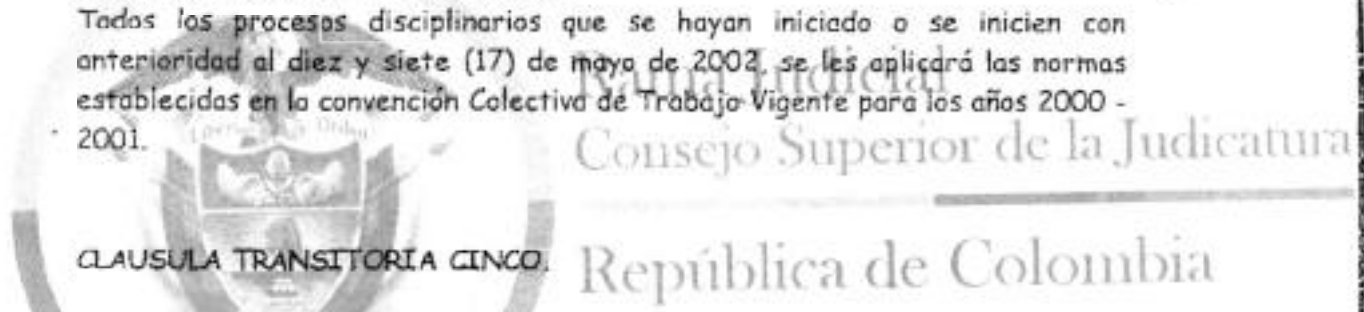 Todos los procesos disciplinarios que se hayan iniciado o se inicien con
anterioridad al diez y siete (17) de mayo de 2002, se les aplicará las normas
establecidas en la convención Colectiva de Trabajo Vigente para los años 2000 -
2001.
Rama Judicial
Consejo Superior de la Judicatura
República de Colombia
CLAUSULA TRANSITORIA CINCO.